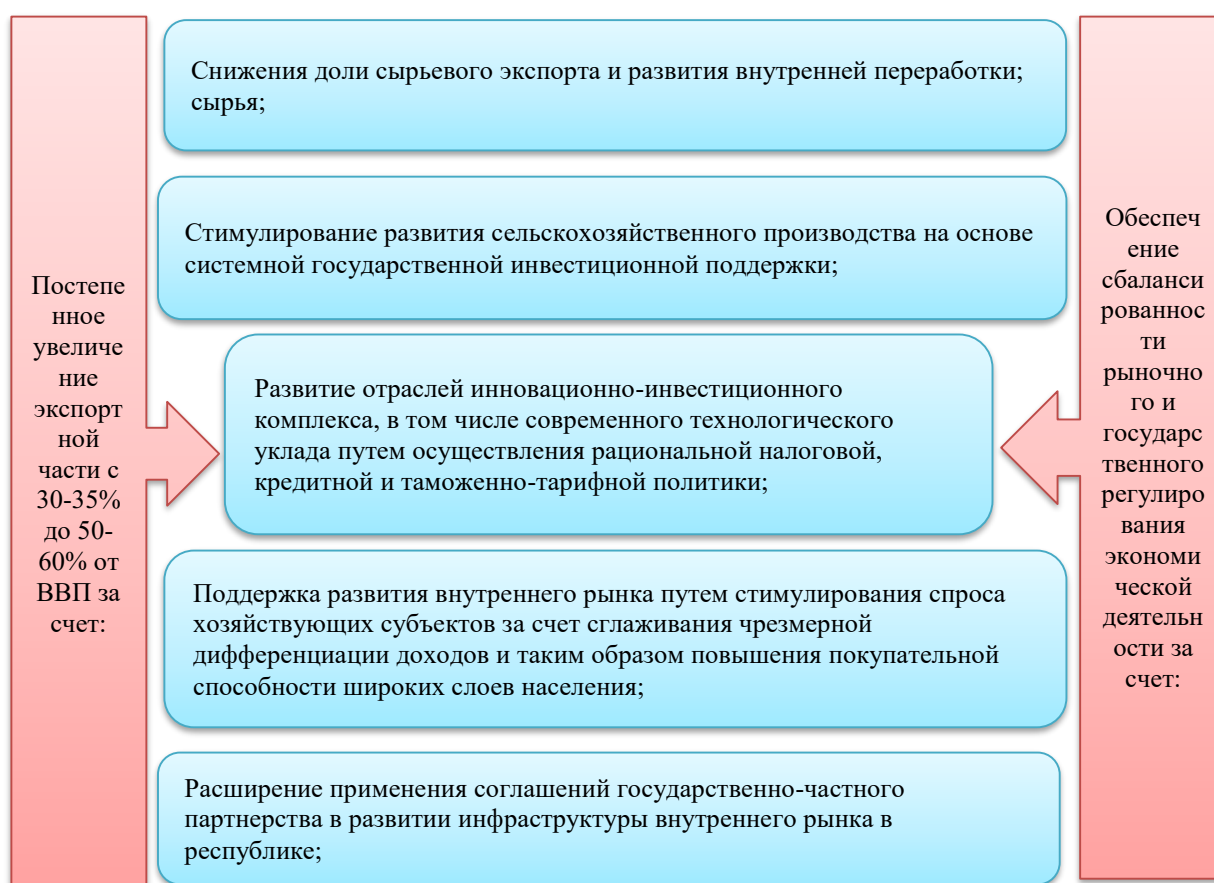 Постепе
нное
увеличе
ние
экспорт
ной
части с
30-35%
до 50-
60% от
ВВП за
счет:
Снижения доли сырьевого экспорта и развития внутренней переработки;
сырья;
Стимулирование развития сельскохозяйственного производства на основе
системной государственной инвестиционной поддержки;
Развитие отраслей инновационно-инвестиционного
комплекса, в том числе современного технологического
уклада путем осуществления рациональной налоговой,
кредитной и таможенно-тарифной политики;
Поддержка развития внутреннего рынка путем стимулирования спроса
хозяйствующих субъектов за счет сглаживания чрезмерной
дифференциации доходов и таким образом повышения покупательной
способности широких слоев населения;
Расширение применения соглашений государственно-частного
партнерства в развитии инфраструктуры внутреннего рынка в
республике;
Обеспеч
ение
сбаланси
рованнос
ти
рыночно
го и
государс
твенного
регулиро
вания
экономи
ческой
деятельн
ости за
счет: